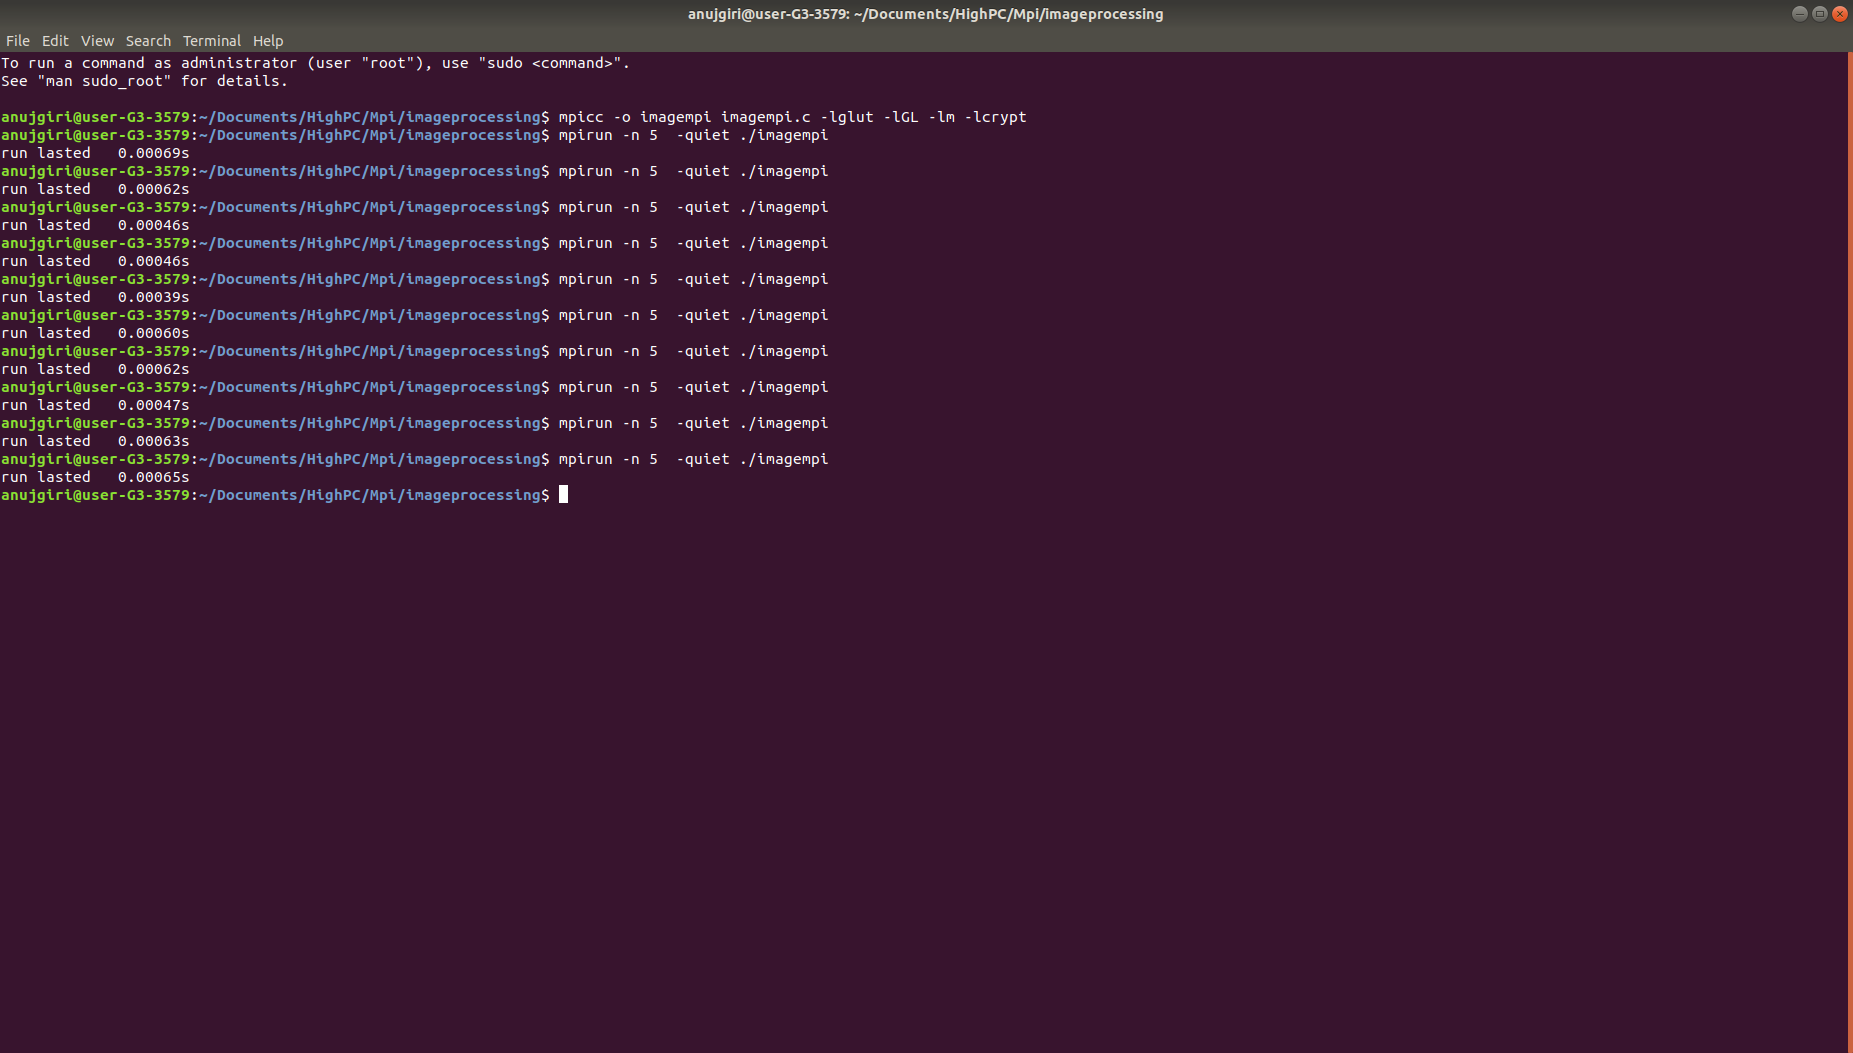 anujgiri@user-G3-3579: ~/Documents/HighPC/Mpi/imageprocessing
File Edit View Search Terminal Help
To run a command as administrator (user "root"), use "sudo <command>".
See "man sudo_root" for details.
anujgiri@user-G3-3579:~/Documents/HighPC/Mpi/imageprocessing$ mpicc -o imagempi imagempi.c -lglut -lGL -lm -lcrypt
anujgiri@user-G3-3579:~/Documents/HighPC/Mpi/imageprocessing$ mpirun -n 5  -quiet ./imagempi
run lasted   0.00069s
anujgiri@user-G3-3579:~/Documents/HighPC/Mpi/imageprocessing$ mpirun -n 5  -quiet ./imagempi
run lasted   0.00062s
anujgiri@user-G3-3579:~/Documents/HighPC/Mpi/imageprocessing$ mpirun -n 5  -quiet ./imagempi
run lasted   0.00046s
anujgiri@user-G3-3579:~/Documents/HighPC/Mpi/imageprocessing$ mpirun -n 5  -quiet ./imagempi
run lasted   0.00046s
anujgiri@user-G3-3579:~/Documents/HighPC/Mpi/imageprocessing$ mpirun -n 5  -quiet ./imagempi
run lasted   0.00039s
anujgiri@user-G3-3579:~/Documents/HighPC/Mpi/imageprocessing$ mpirun -n 5  -quiet ./imagempi
run lasted   0.00060s
anujgiri@user-G3-3579:~/Documents/HighPC/Mpi/imageprocessing$ mpirun -n 5  -quiet ./imagempi
run lasted   0.00062s
anujgiri@user-G3-3579:~/Documents/HighPC/Mpi/imageprocessing$ mpirun -n 5  -quiet ./imagempi
run lasted   0.00047s
anujgiri@user-G3-3579:~/Documents/HighPC/Mpi/imageprocessing$ mpirun -n 5  -quiet ./imagempi
run lasted   0.00063s
anujgiri@user-G3-3579:~/Documents/HighPC/Mpi/imageprocessing$ mpirun -n 5  -quiet ./imagempi
run lasted   0.00065s
anujgiri@user-G3-3579:~/Documents/HighPC/Mpi/imageprocessing$